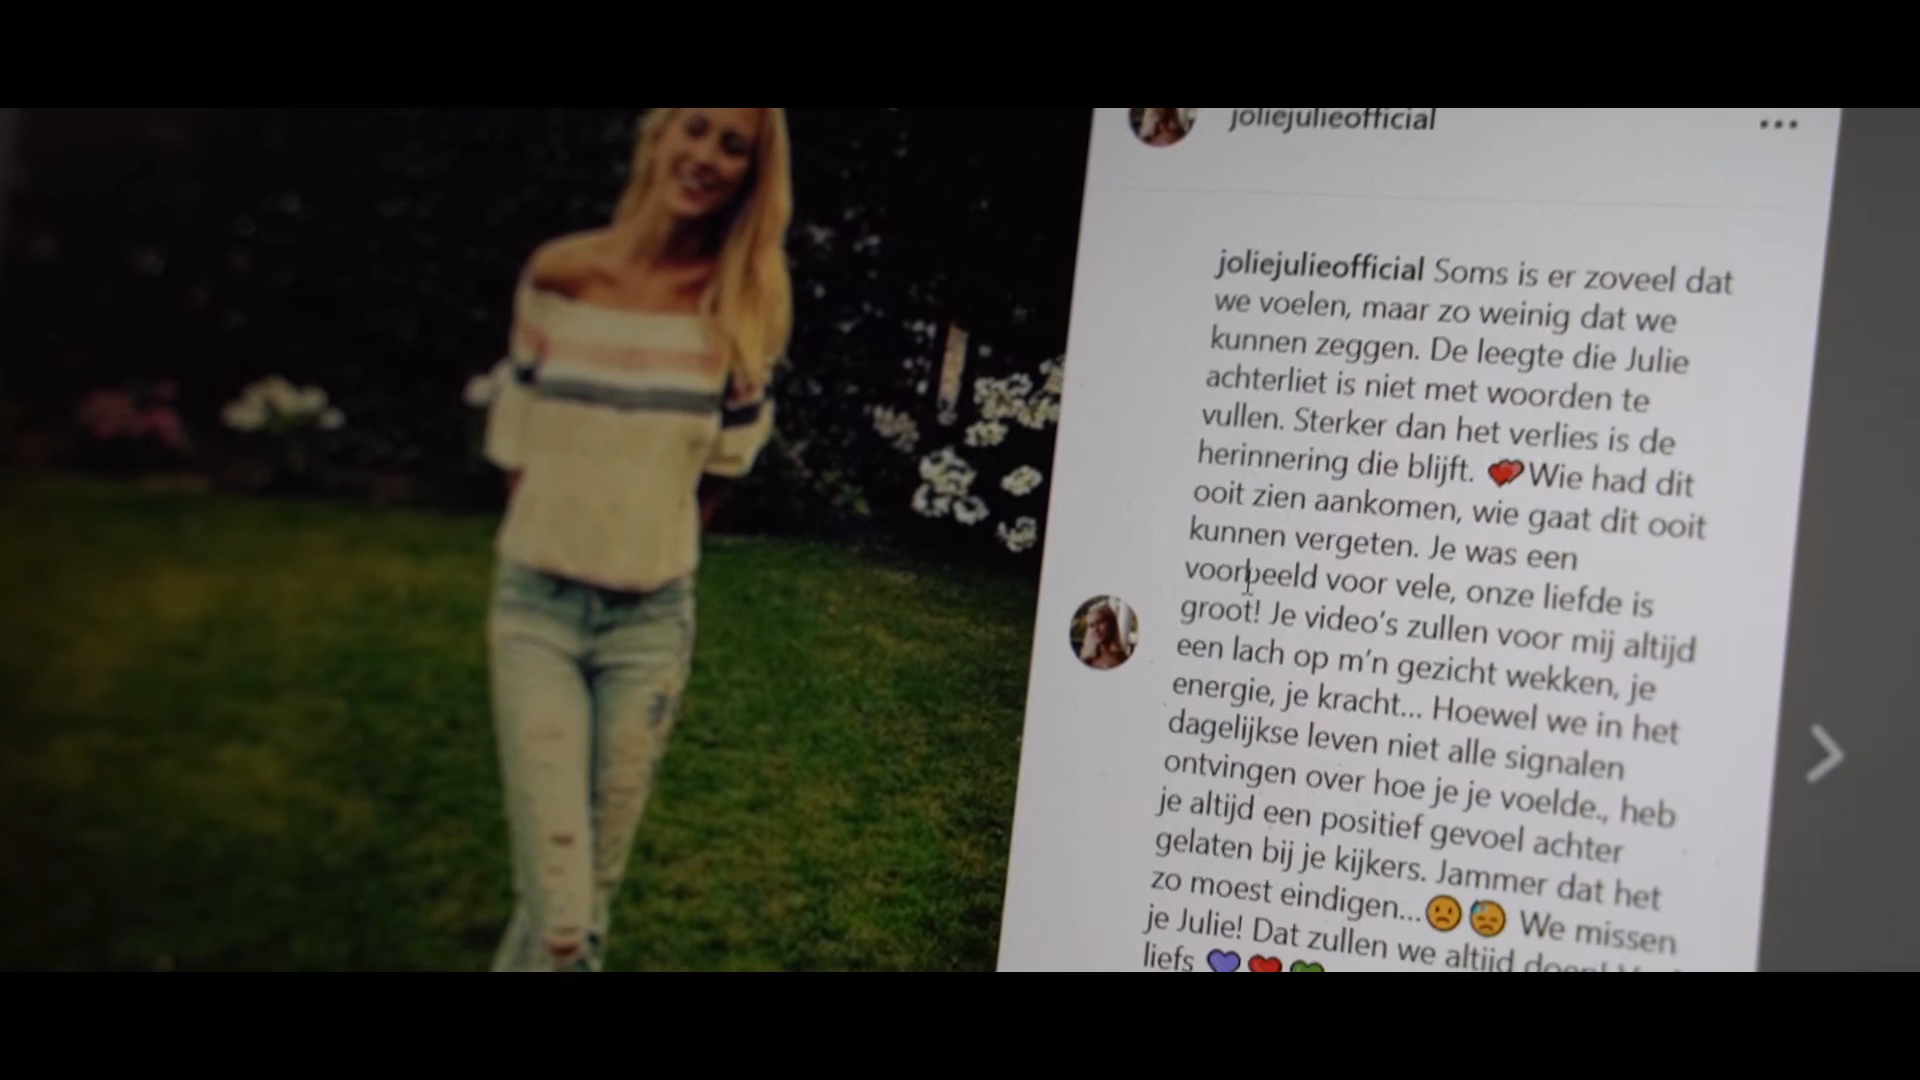 joliejulieofficial
joliejulieofficial Soms is er zoveel dat
we voelen, maar zo weinig dat we
kunnen zeggen. De leegte die Julie
achterliet is niet met woorden te
vullen. Sterker dan het verlies is de
herinnering die blijft. ❤️Wie had dit
ooit zien aankomen, wie gaat dit ooit
kunnen vergeten. Je was een
voorbeeld voor vele, onze liefde is
groot! Je video's zullen voor mij altijd
een lach op m'n gezicht wekken, je
energie, je kracht... Hoewel we in het
dagelijkse leven niet alle signalen
ontvingen over hoe je je voelde., heb
je altijd een positief gevoel achter
gelaten bij je kijkers. Jammer dat het
zo moest eindigen...🙁😓 We missen
je Julie! Dat zullen we altijd doen!
liefs 💜❤️💚